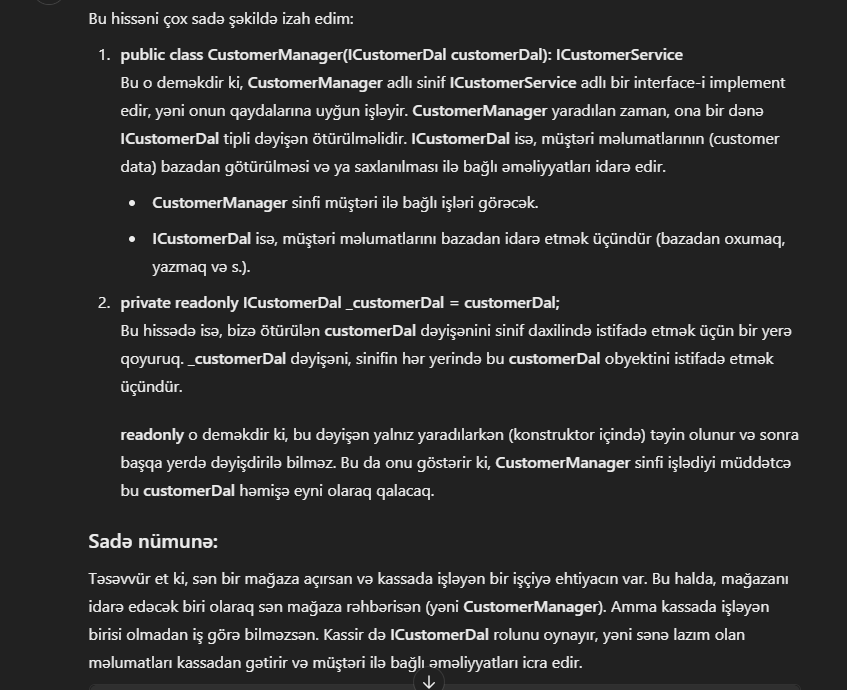 Bu hissəni çox sadə şəkildə izah edim:
1. public class CustomerManager(ICustomerDal customerDal): ICustomerService
Bu o deməkdir ki, CustomerManager adlı sinif ICustomerService adlı bir interface-i implement
edir, yəni onun qaydalarına uyğun işləyir. CustomerManager yaradılan zaman, ona bir dənə
ICustomerDal tipli dəyişən ötürülməlidir. ICustomerDal isə, müştəri məlumatlarının (customer
data) bazadan götürülməsi və ya saxlanılması ilə bağlı əməliyyatları idarə edir.
• CustomerManager sinfi müştəri ilə bağlı işləri görəcək.
• ICustomerDal isə, müştəri məlumatlarını bazadan idarə etmək üçündür (bazadan oxumaq,
yazmaq və s.).
2. private readonly ICustomerDal _customerDal = customerDal;
Bu hissədə isə, bizə ötürülən customerDal dəyişənini sinif daxilində istifadə etmək üçün bir yerə
qoyuruq. _customerDal dəyişəni, sinifin hər yerində bu customerDal obyektini istifadə etmək
üçündür.
readonly o deməkdir ki, bu dəyişən yalnız yaradılarkən (konstruktor içində) təyin olunur və sonra
başqa yerdə dəyişdirilə bilməz. Bu da onu göstərir ki, CustomerManager sinfi işlədiyi müddətcə
bu customerDal həmişə eyni olaraq qalacaq.
Sadə nümunə:
Təsəvvür et ki, sən bir mağaza açırsan və kassada işləyən bir işçiyə ehtiyacın var. Bu halda, mağazanı
idarə edəcək biri olaraq sən mağaza rəhbərisən (yəni CustomerManager). Amma kassada işləyən
birisi olmadan iş görə bilməzsən. Kassir də ICustomerDal rolunu oynayır, yəni sənə lazım olan
məlumatları kassadan gətirir və müştəri ilə bağlı əməliyyatları icra edir.